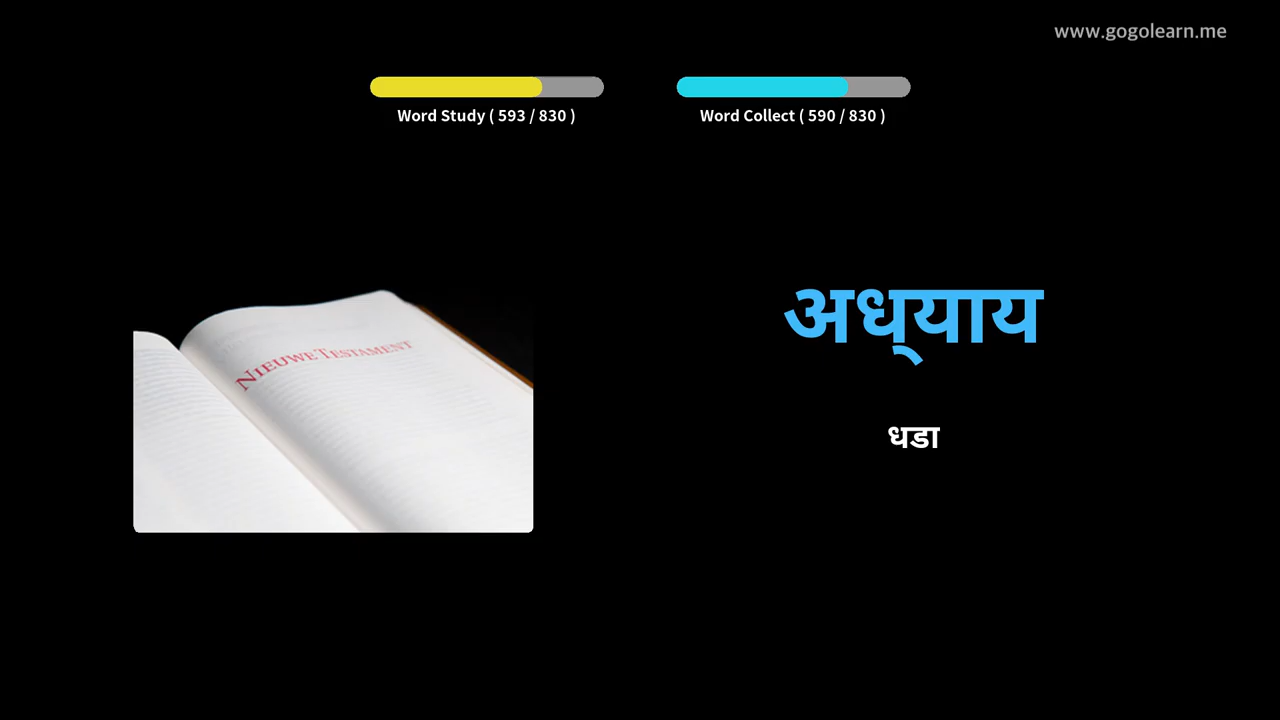 www.gogolearn.me
Word Study ( 593 / 830 )
Word Collect ( 590 / 830 )
NIEUWE TESTAMENT
अध्याय
धडा